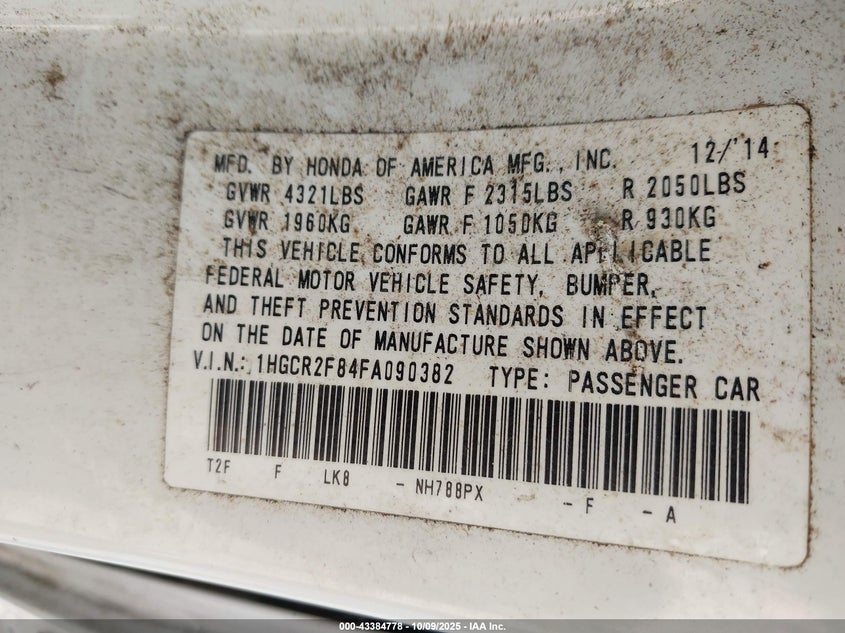 MFD. BY HONDA OF AMERICA MFG., INC. 12/'14
GVWR 4321LBS GAWR F 2315LBS R 2050LBS
GVWR 1960KG GAWR F 1050KG R 930KG
THIS VEHICLE CONFORMS TO ALL APPLICABLE
FEDERAL MOTOR VEHICLE SAFETY, BUMPER,
AND THEFT PREVENTION STANDARDS IN EFFECT
ON THE DATE OF MANUFACTURE SHOWN ABOVE.
V.I.N.: 1HGCR2F84FA090382 TYPE: PASSENGER CAR
T2F F LK8 - NH788PX - F - A
000-43384778 - 10/09/2025 - IAA Inc.